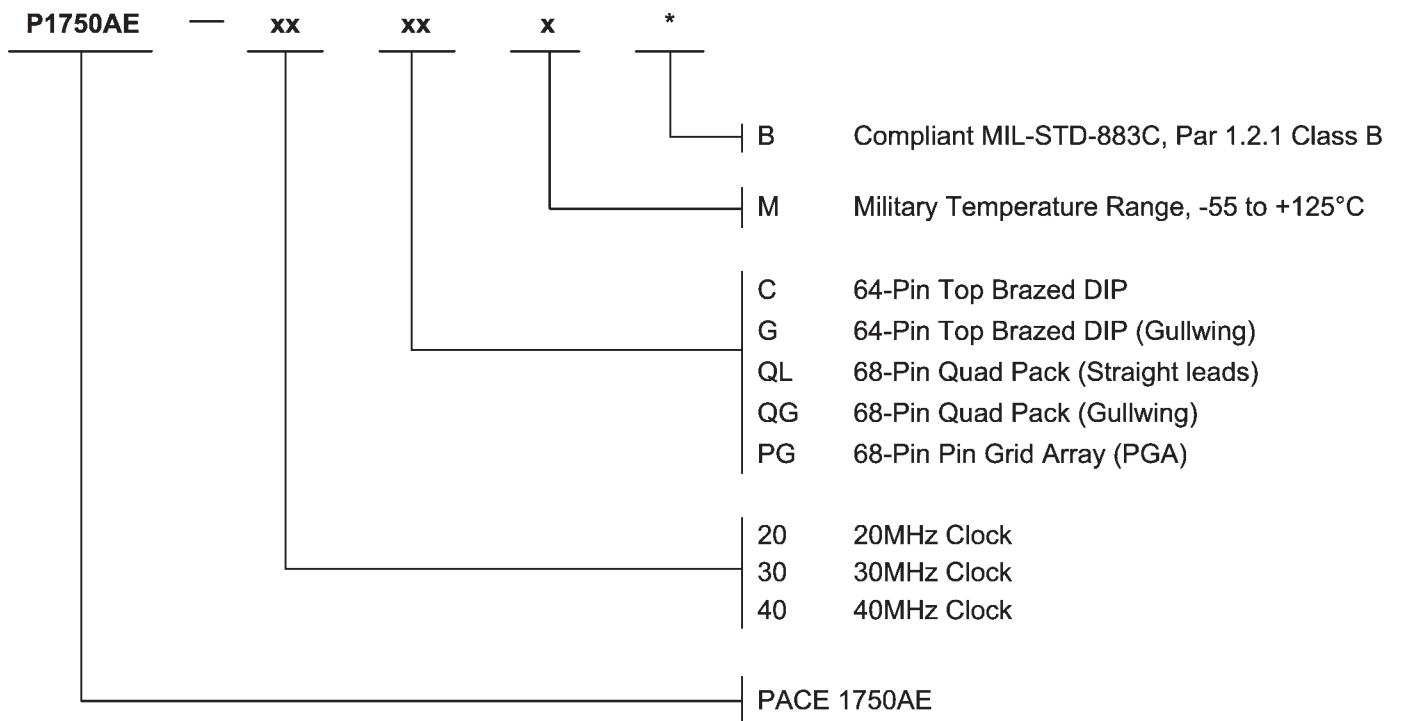 P1750AE — xx xx x *
B Compliant MIL-STD-883C, Par 1.2.1 Class B
M Military Temperature Range, -55 to +125°C
C 64-Pin Top Brazed DIP
G 64-Pin Top Brazed DIP (Gullwing)
QL 68-Pin Quad Pack (Straight leads)
QG 68-Pin Quad Pack (Gullwing)
PG 68-Pin Pin Grid Array (PGA)
20 20MHz Clock
30 30MHz Clock
40 40MHz Clock
PACE 1750AE